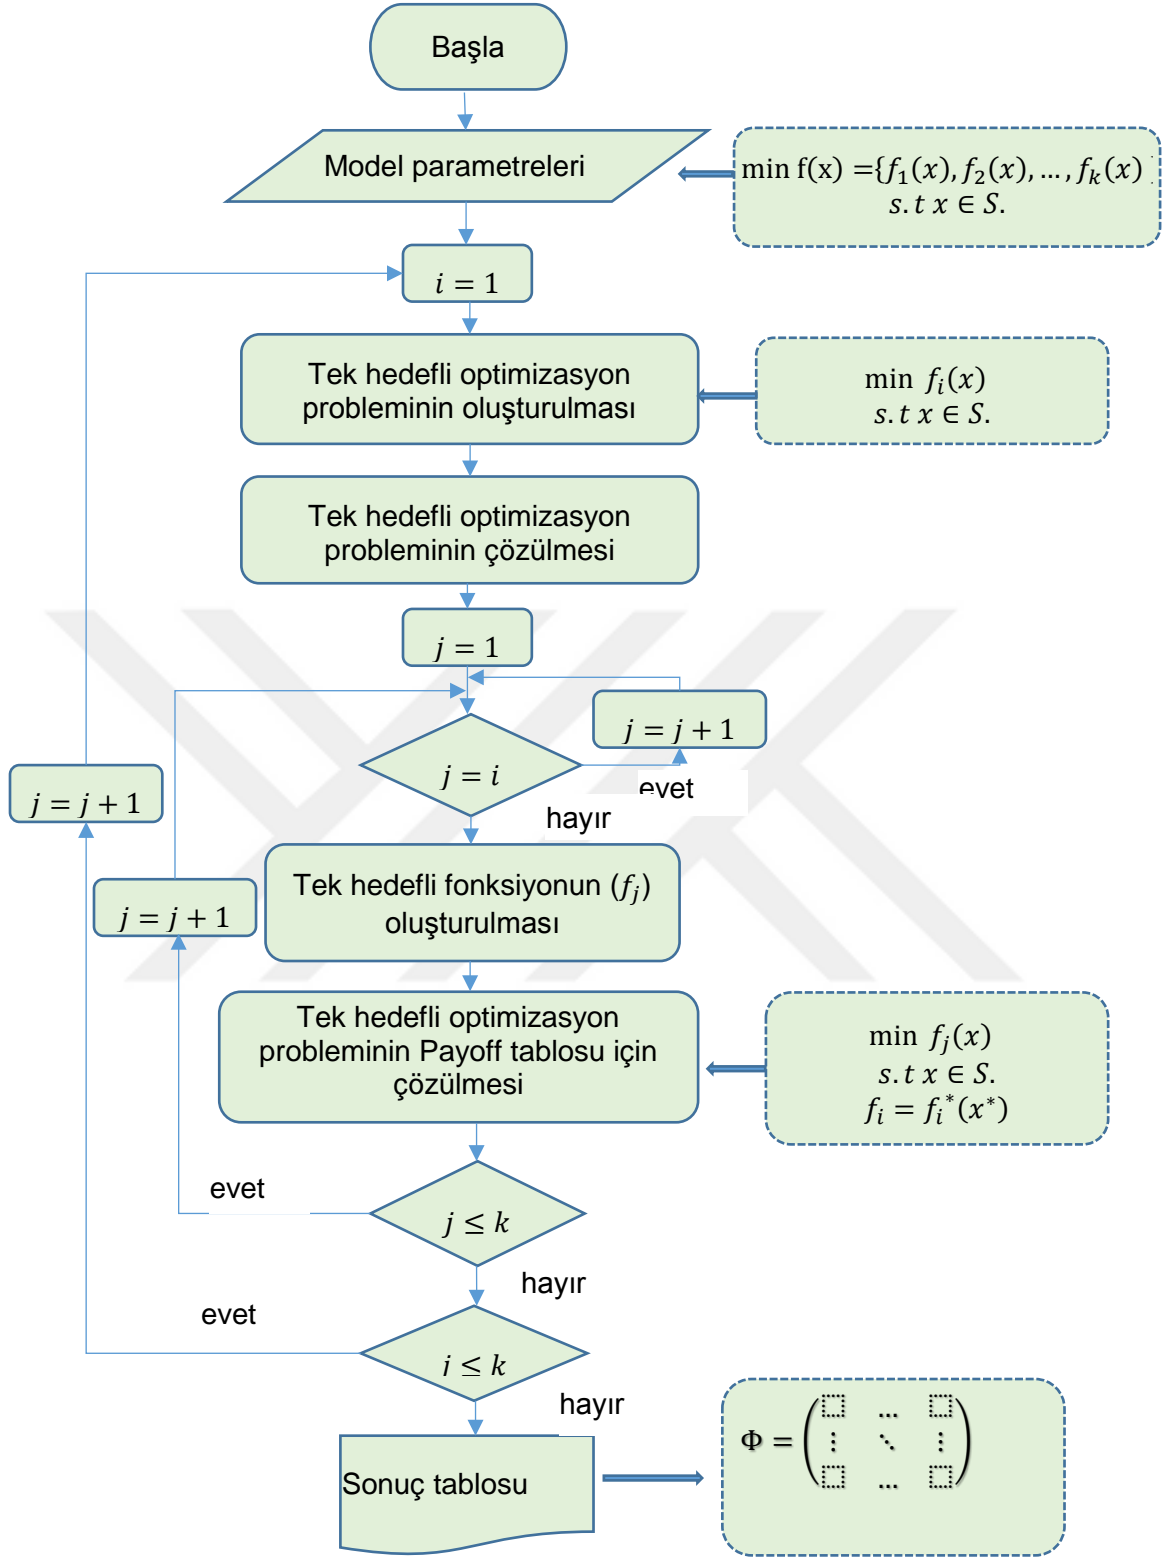 Başla
Model parametreleri
min f(x) ={f₁(x), f₂(x), … , fₖ(x)
s. t x ∈ S.
i = 1
Tek hedefli optimizasyon
probleminin oluşturulması
min fᵢ(x)
s. t x ∈ S.
Tek hedefli optimizasyon
probleminin çözülmesi
j = 1
j = j + 1
j = i
evet
hayır
j = j + 1
j = j + 1
Tek hedefli fonksiyonun (fⱼ)
oluşturulması
Tek hedefli optimizasyon
probleminin Payoff tablosu için
çözülmesi
min fⱼ(x)
s. t x ∈ S.
fᵢ = fᵢ*(x*)
evet
j ≤ k
hayır
evet
i ≤ k
hayır
Sonuç tablosu
Φ = (⬚ … ⬚
⋮ ⋱ ⋮
⬚ … ⬚)